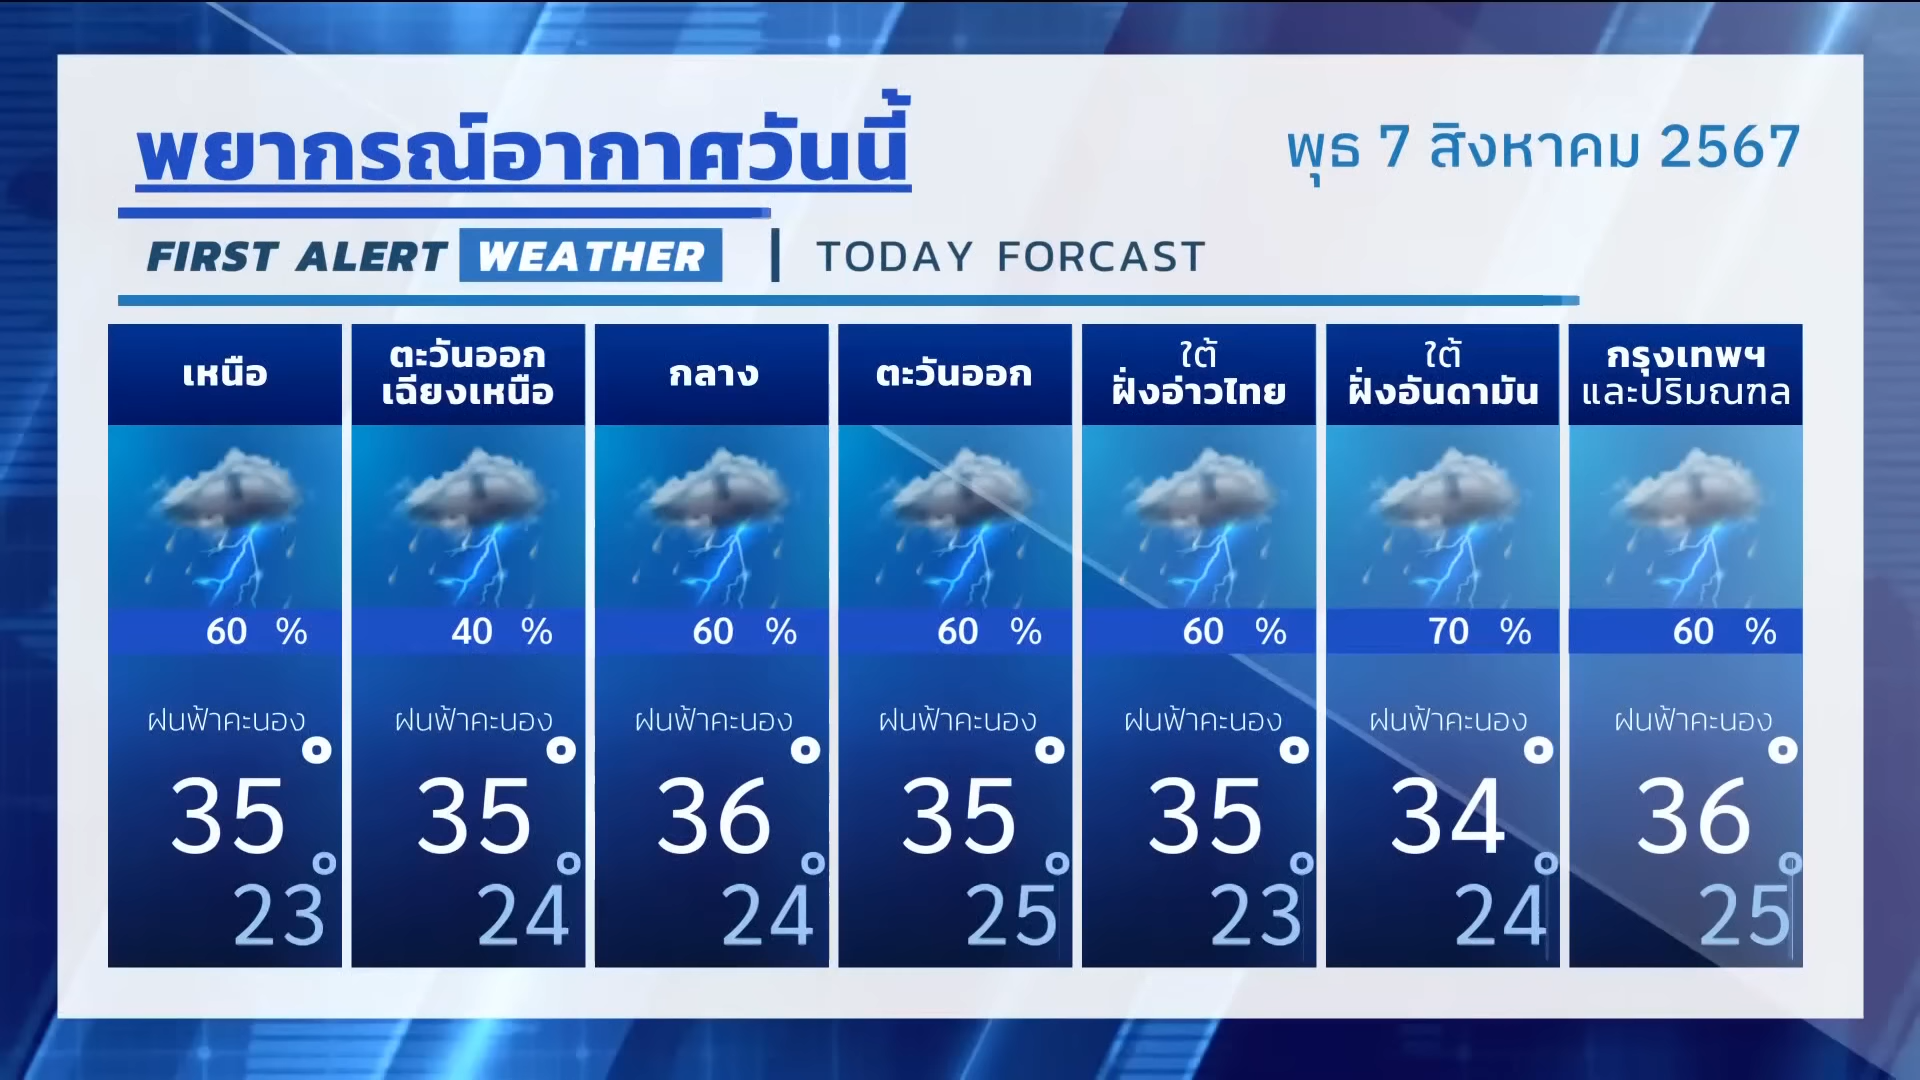 พยากรณ์อากาศวันนี้
พุธ 7 สิงหาคม 2567
FIRST ALERT WEATHER | TODAY FORCAST
เหนือ
60 %
ฝนฟ้าคะนอง
35°
23°
ตะวันออก
เฉียงเหนือ
40 %
ฝนฟ้าคะนอง
35°
24°
กลาง
60 %
ฝนฟ้าคะนอง
36°
24°
ตะวันออก
60 %
ฝนฟ้าคะนอง
35°
25°
ใต้
ฝั่งอ่าวไทย
60 %
ฝนฟ้าคะนอง
35°
23°
ใต้
ฝั่งอันดามัน
70 %
ฝนฟ้าคะนอง
34°
24°
กรุงเทพฯ
และปริมณฑล
60 %
ฝนฟ้าคะนอง
36°
25°